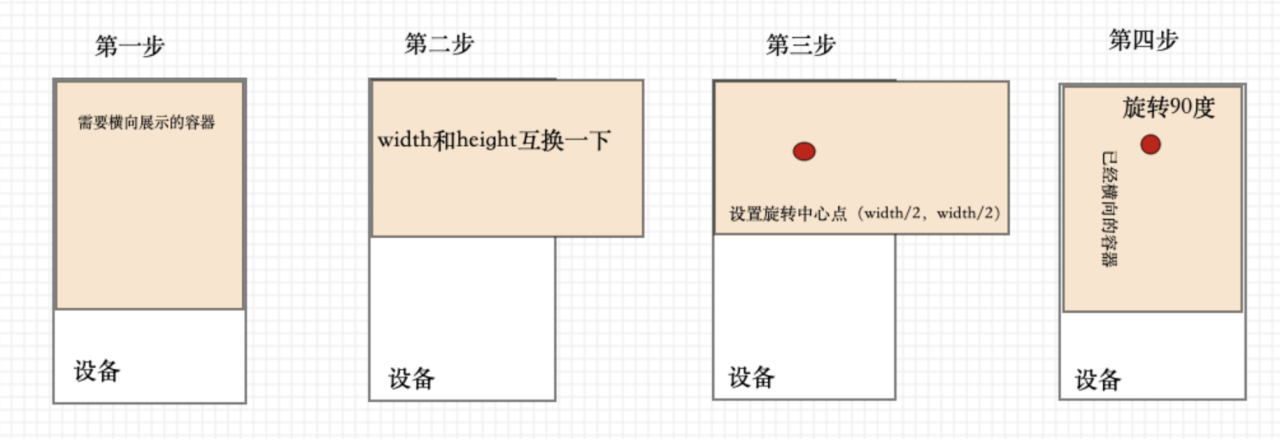 第一步
需要横向展示的容器
设备
第二步
width和height互换一下
设备
第三步
设置旋转中心点（width/2，width/2）
设备
第四步
旋转90度
已经横向的容器
设备